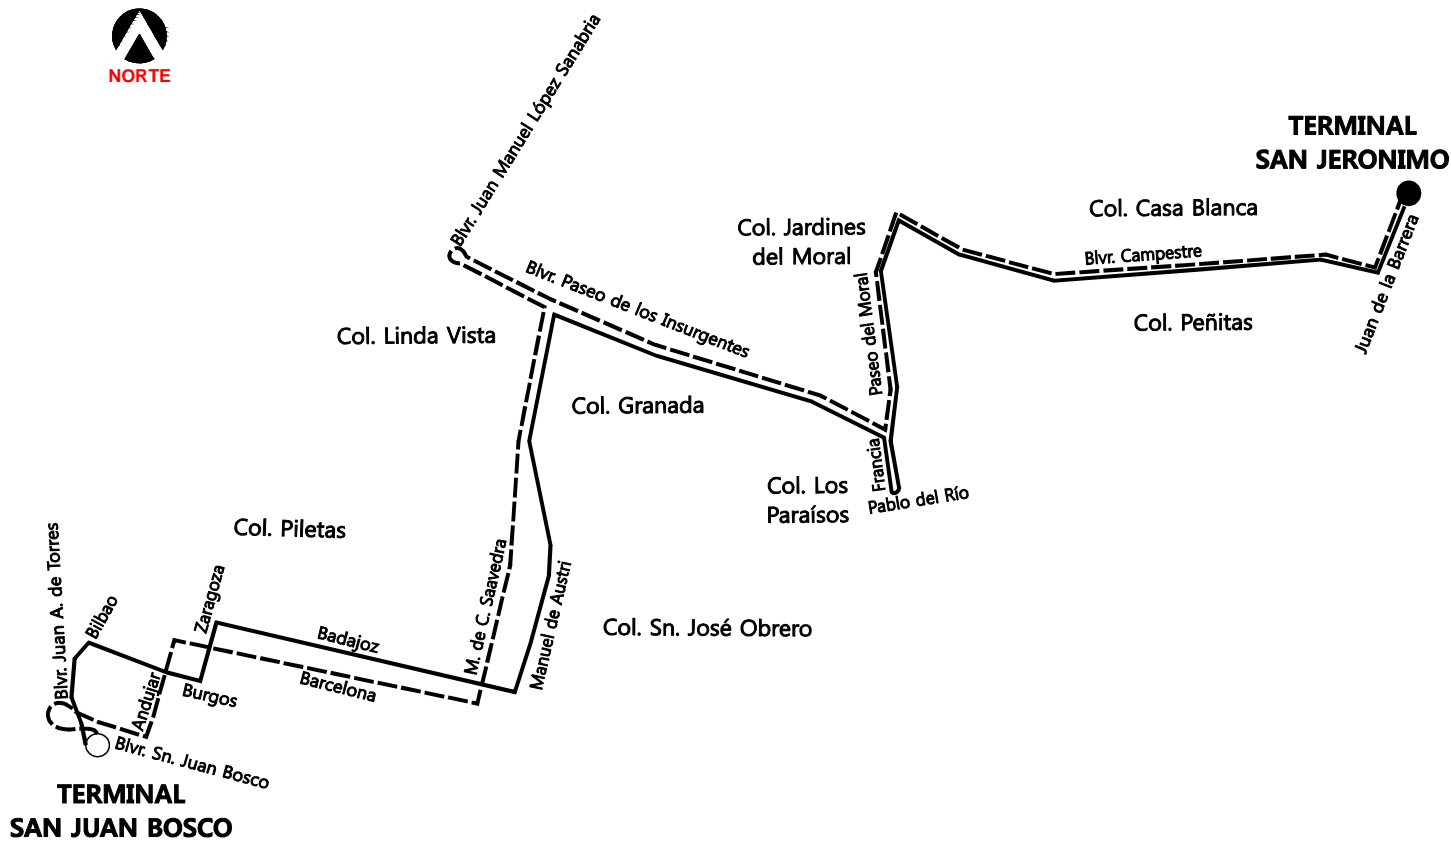 NORTE
Blvr. Juan Manuel López Sanabria
TERMINAL
SAN JERONIMO
Col. Casa Blanca
Col. Jardines
del Moral
Blvr. Campestre
Juan de la Barrera
Blvr. Paseo de los Insurgentes
Paseo del Moral
Col. Peñitas
Col. Linda Vista
Col. Granada
Francia
Col. Los
Paraísos
Pablo del Río
Col. Piletas
Blvr. Juan A. de Torres
Bilbao
Zaragoza
M. de C. Saavedra
Manuel de Austri
Badajoz
Col. Sn. José Obrero
Barcelona
Burgos
Andujar
Blvr. Sn. Juan Bosco
TERMINAL
SAN JUAN BOSCO